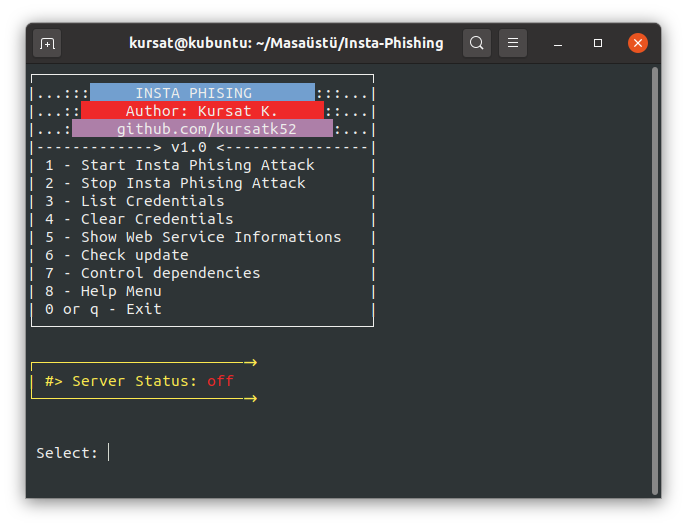 kursat@kubuntu: ~/Masaüstü/Insta-Phishing
|...::: INSTA PHISING :::...|
|...:: Author: Kursat K. ::...|
|...: github.com/kursatk52 :...|
|-------------> v1.0 <----------------|
| 1 - Start Insta Phising Attack |
| 2 - Stop Insta Phising Attack |
| 3 - List Credentials |
| 4 - Clear Credentials |
| 5 - Show Web Service Informations |
| 6 - Check update |
| 7 - Control dependencies |
| 8 - Help Menu |
| 0 or q - Exit |
| #> Server Status: off
Select: